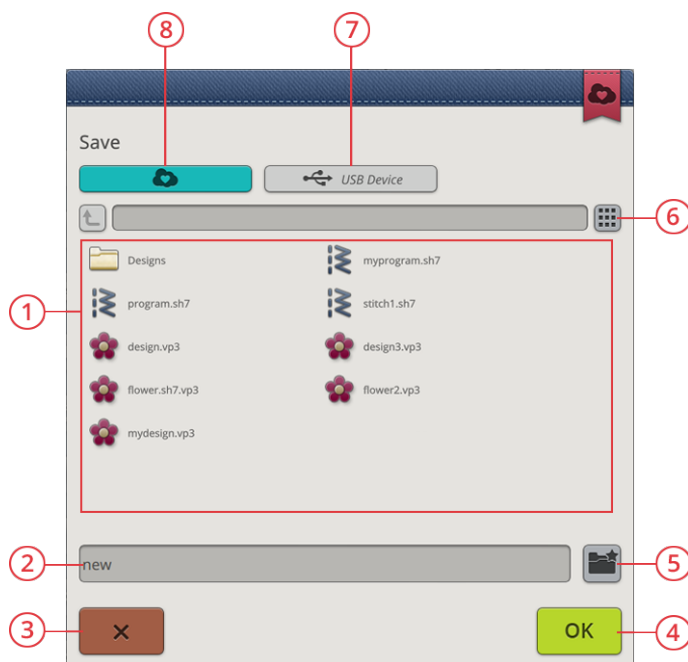 8 7
Save
USB Device
6
Designs myprogram.sh7
1
program.sh7 stitch1.sh7
design.vp3 design3.vp3
flower.sh7.vp3 flower2.vp3
mydesign.vp3
2 new 5
3 OK 4